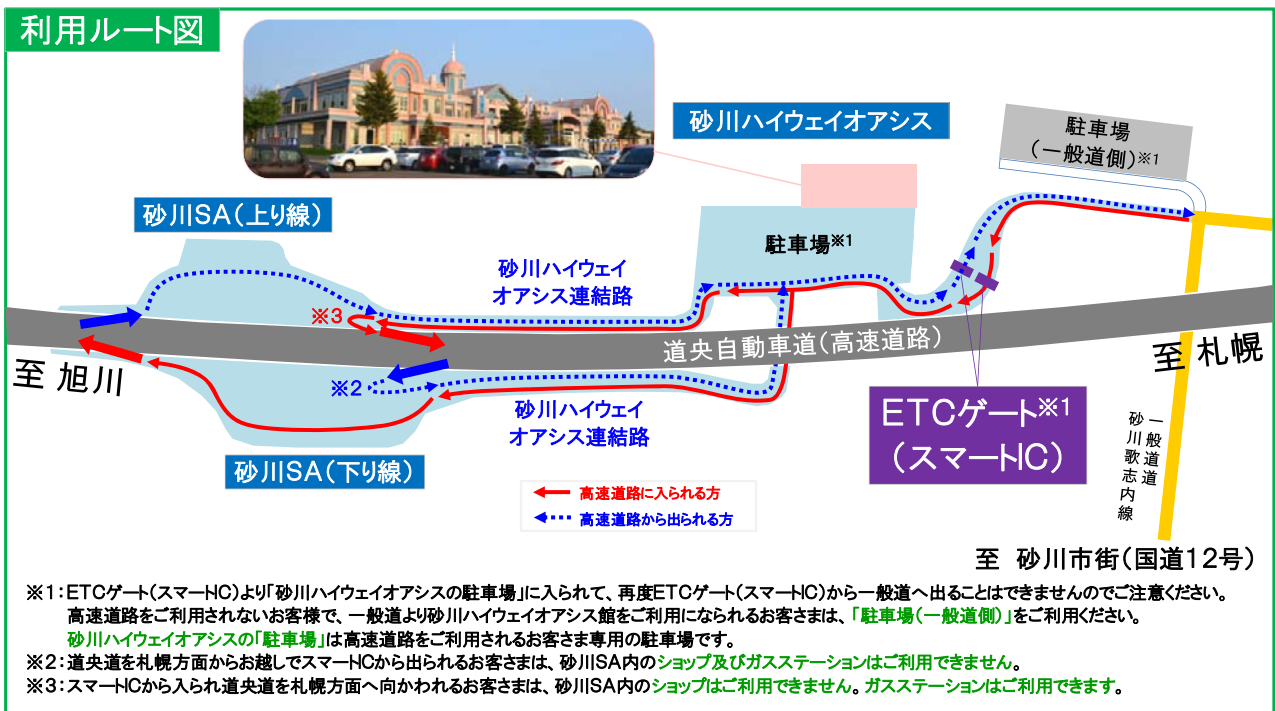 利用ルート図
砂川ハイウェイオアシス
駐車場
（一般道側）※1
砂川SA（上り線）
駐車場※1
砂川ハイウェイ
オアシス連結路
※3
道央自動車道（高速道路）
至 旭川
至 札幌
※2
砂川ハイウェイ
オアシス連結路
ETCゲート※1
（スマートIC）
一般道道
砂川歌志内線
砂川SA（下り線）
高速道路に入られる方
高速道路から出られる方
至 砂川市街（国道12号）
※1：ETCゲート（スマートIC）より「砂川ハイウェイオアシスの駐車場」に入られて、再度ETCゲート（スマートIC）から一般道へ出ることはできませんのでご注意ください。
高速道路をご利用されないお客様で、一般道より砂川ハイウェイオアシス館をご利用になられるお客さまは、「駐車場（一般道側）」をご利用ください。
砂川ハイウェイオアシスの「駐車場」は高速道路をご利用されるお客さま専用の駐車場です。
※2：道央道を札幌方面からお越しでスマートICから出られるお客さまは、砂川SA内のショップ及びガスステーションはご利用できません。
※3：スマートICから入られ道央道を札幌方面へ向かわれるお客さまは、砂川SA内のショップはご利用できません。ガスステーションはご利用できます。